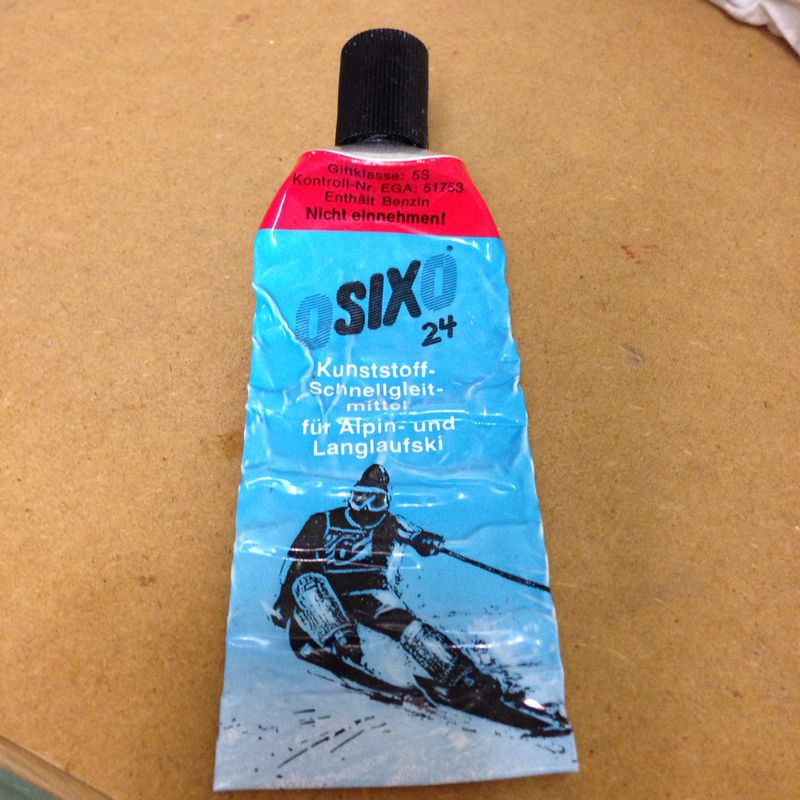 Giftklasse: 5S
Kontroll-Nr. EGA: 51753
Enthält Benzin
Nicht einnehmen!
OSIXO®
24
Kunststoff-
Schnellgleit-
mittel
für Alpin- und
Langlaufski